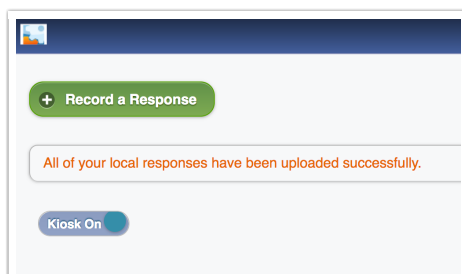 Record a Response
All of your local responses have been uploaded successfully.
Kiosk On